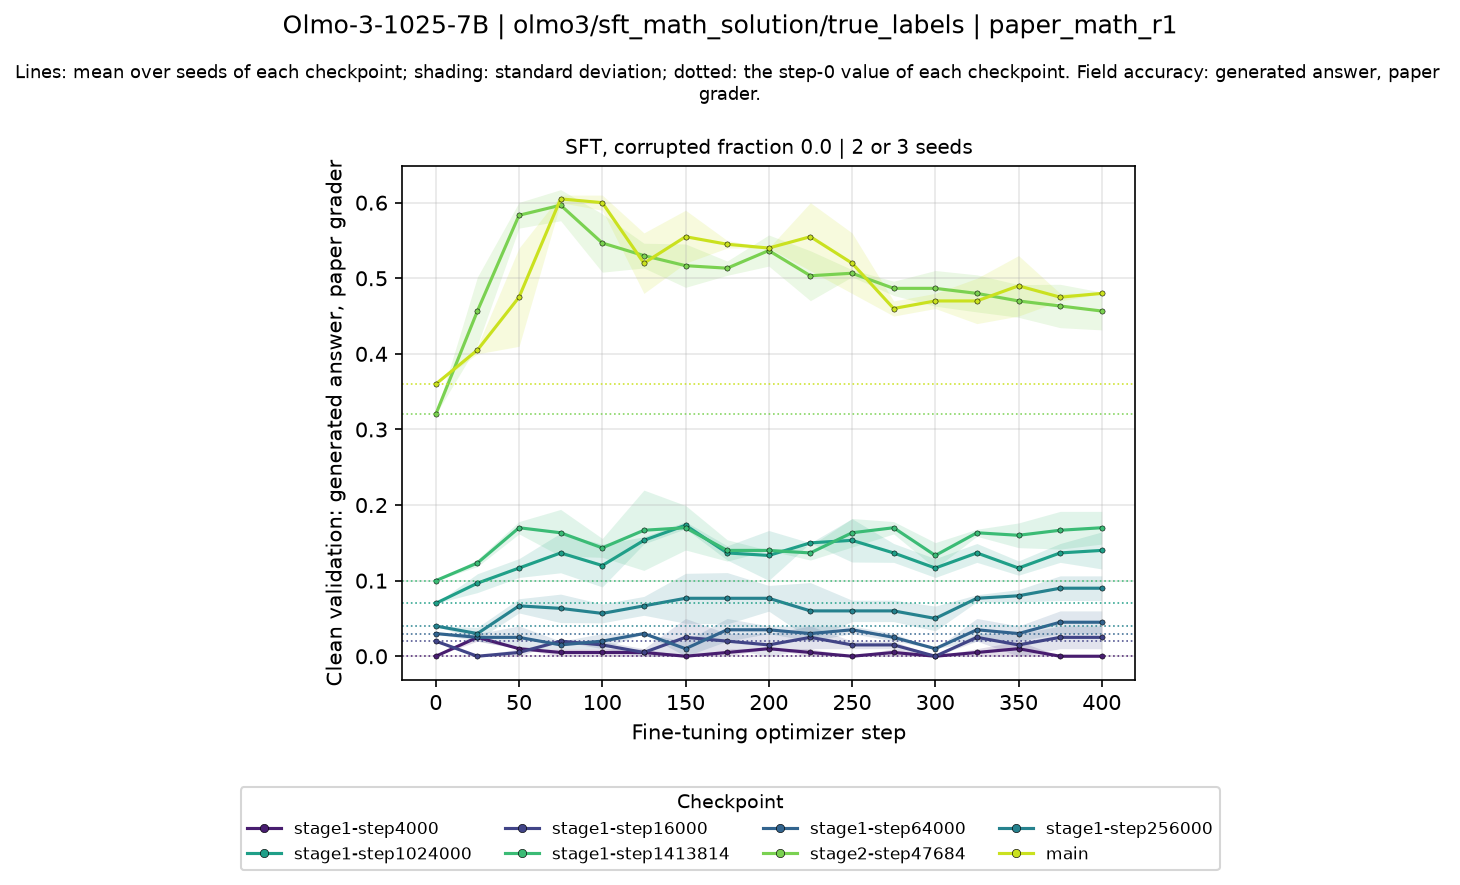 Olmo-3-1025-7B | olmo3/sft_math_solution/true_labels | paper_math_r1
Lines: mean over seeds of each checkpoint; shading: standard deviation; dotted: the step-0 value of each checkpoint. Field accuracy: generated answer, paper
grader.
SFT, corrupted fraction 0.0 | 2 or 3 seeds
Clean validation: generated answer, paper grader
0.6
0.5
0.4
0.3
0.2
0.1
0.0
0 50 100 150 200 250 300 350 400
Fine-tuning optimizer step
Checkpoint
stage1-step4000 stage1-step16000 stage1-step64000 stage1-step256000
stage1-step1024000 stage1-step1413814 stage2-step47684 main